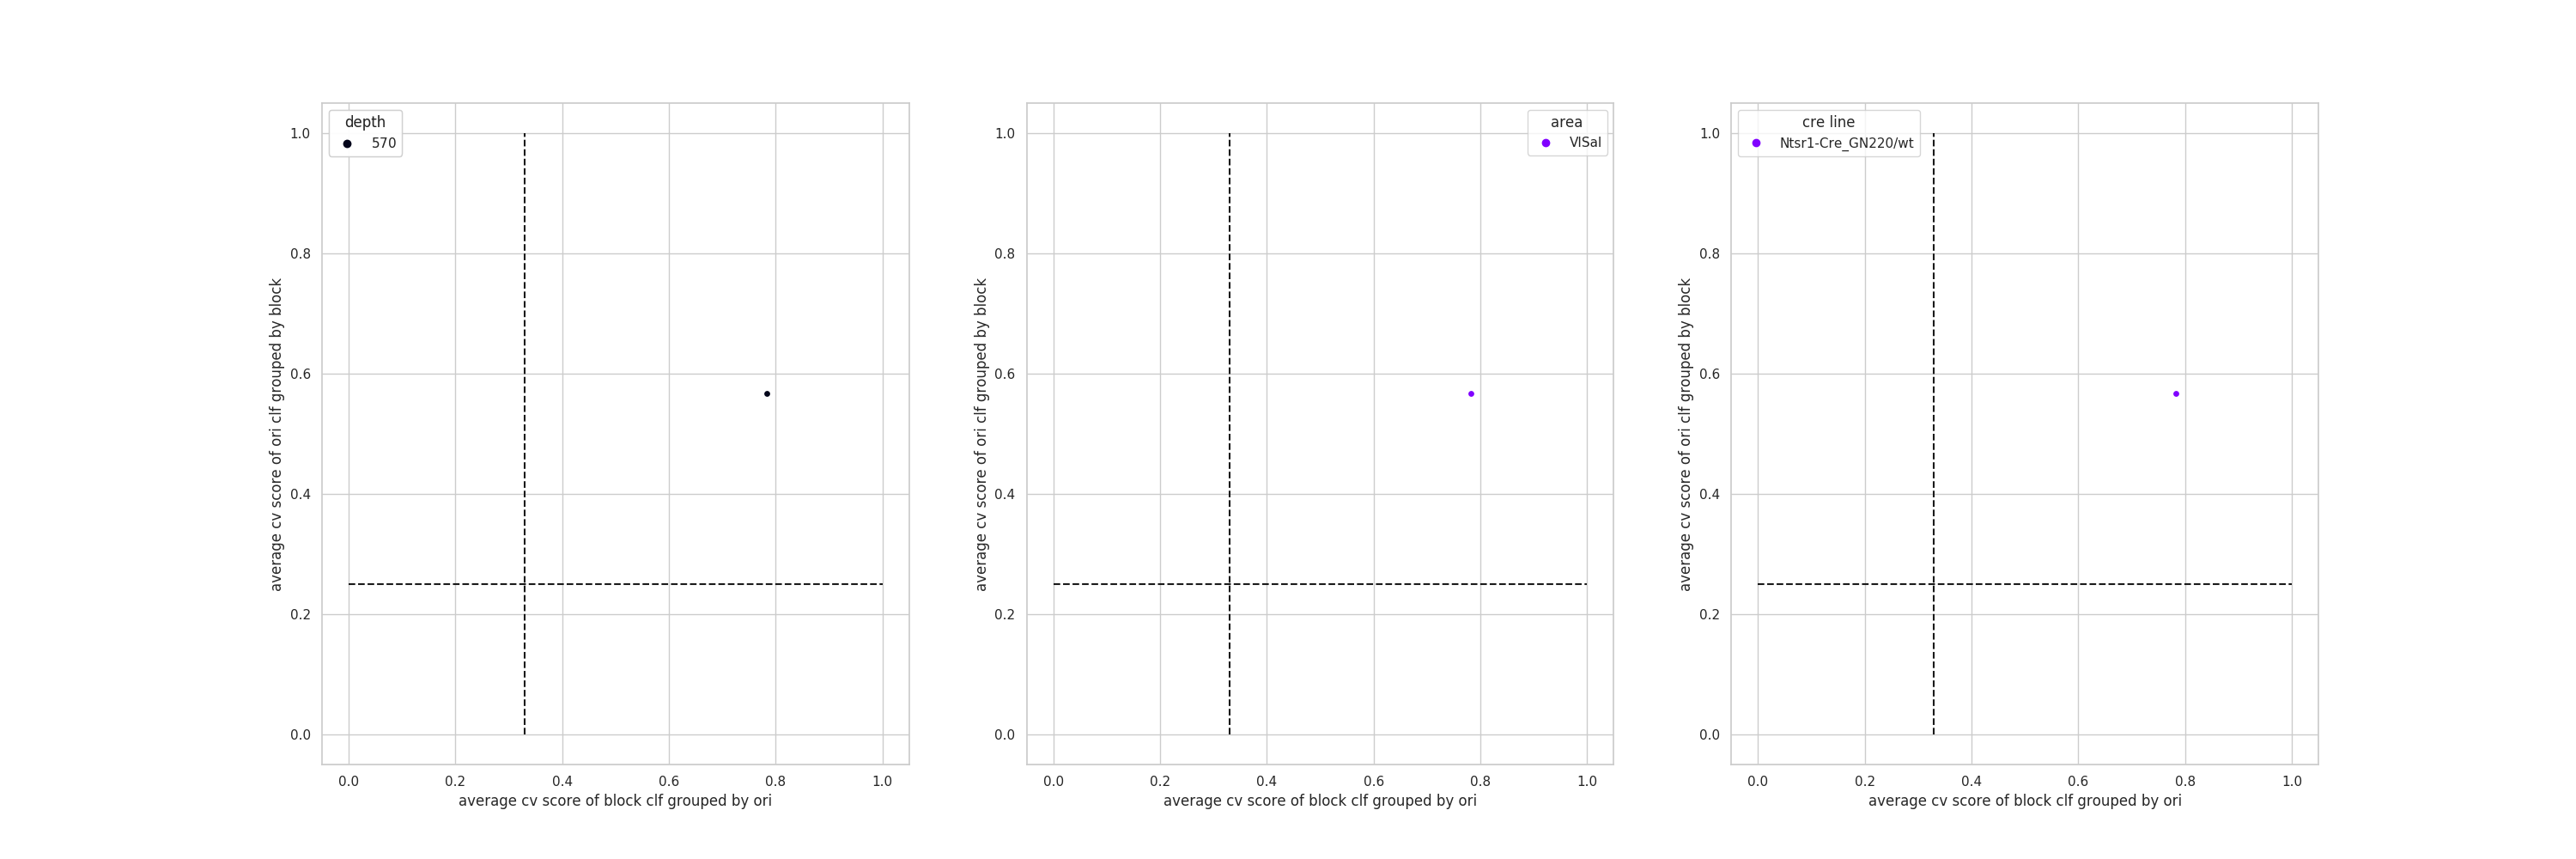 depth
570
1.0
0.8
0.6
0.4
0.2
0.0
average cv score of ori clf grouped by block
0.0 0.2 0.4 0.6 0.8 1.0
average cv score of block clf grouped by ori
area
VISal
1.0
0.8
0.6
0.4
0.2
0.0
average cv score of ori clf grouped by block
0.0 0.2 0.4 0.6 0.8 1.0
average cv score of block clf grouped by ori
cre line
Ntsr1-Cre_GN220/wt
1.0
0.8
0.6
0.4
0.2
0.0
average cv score of ori clf grouped by block
0.0 0.2 0.4 0.6 0.8 1.0
average cv score of block clf grouped by ori